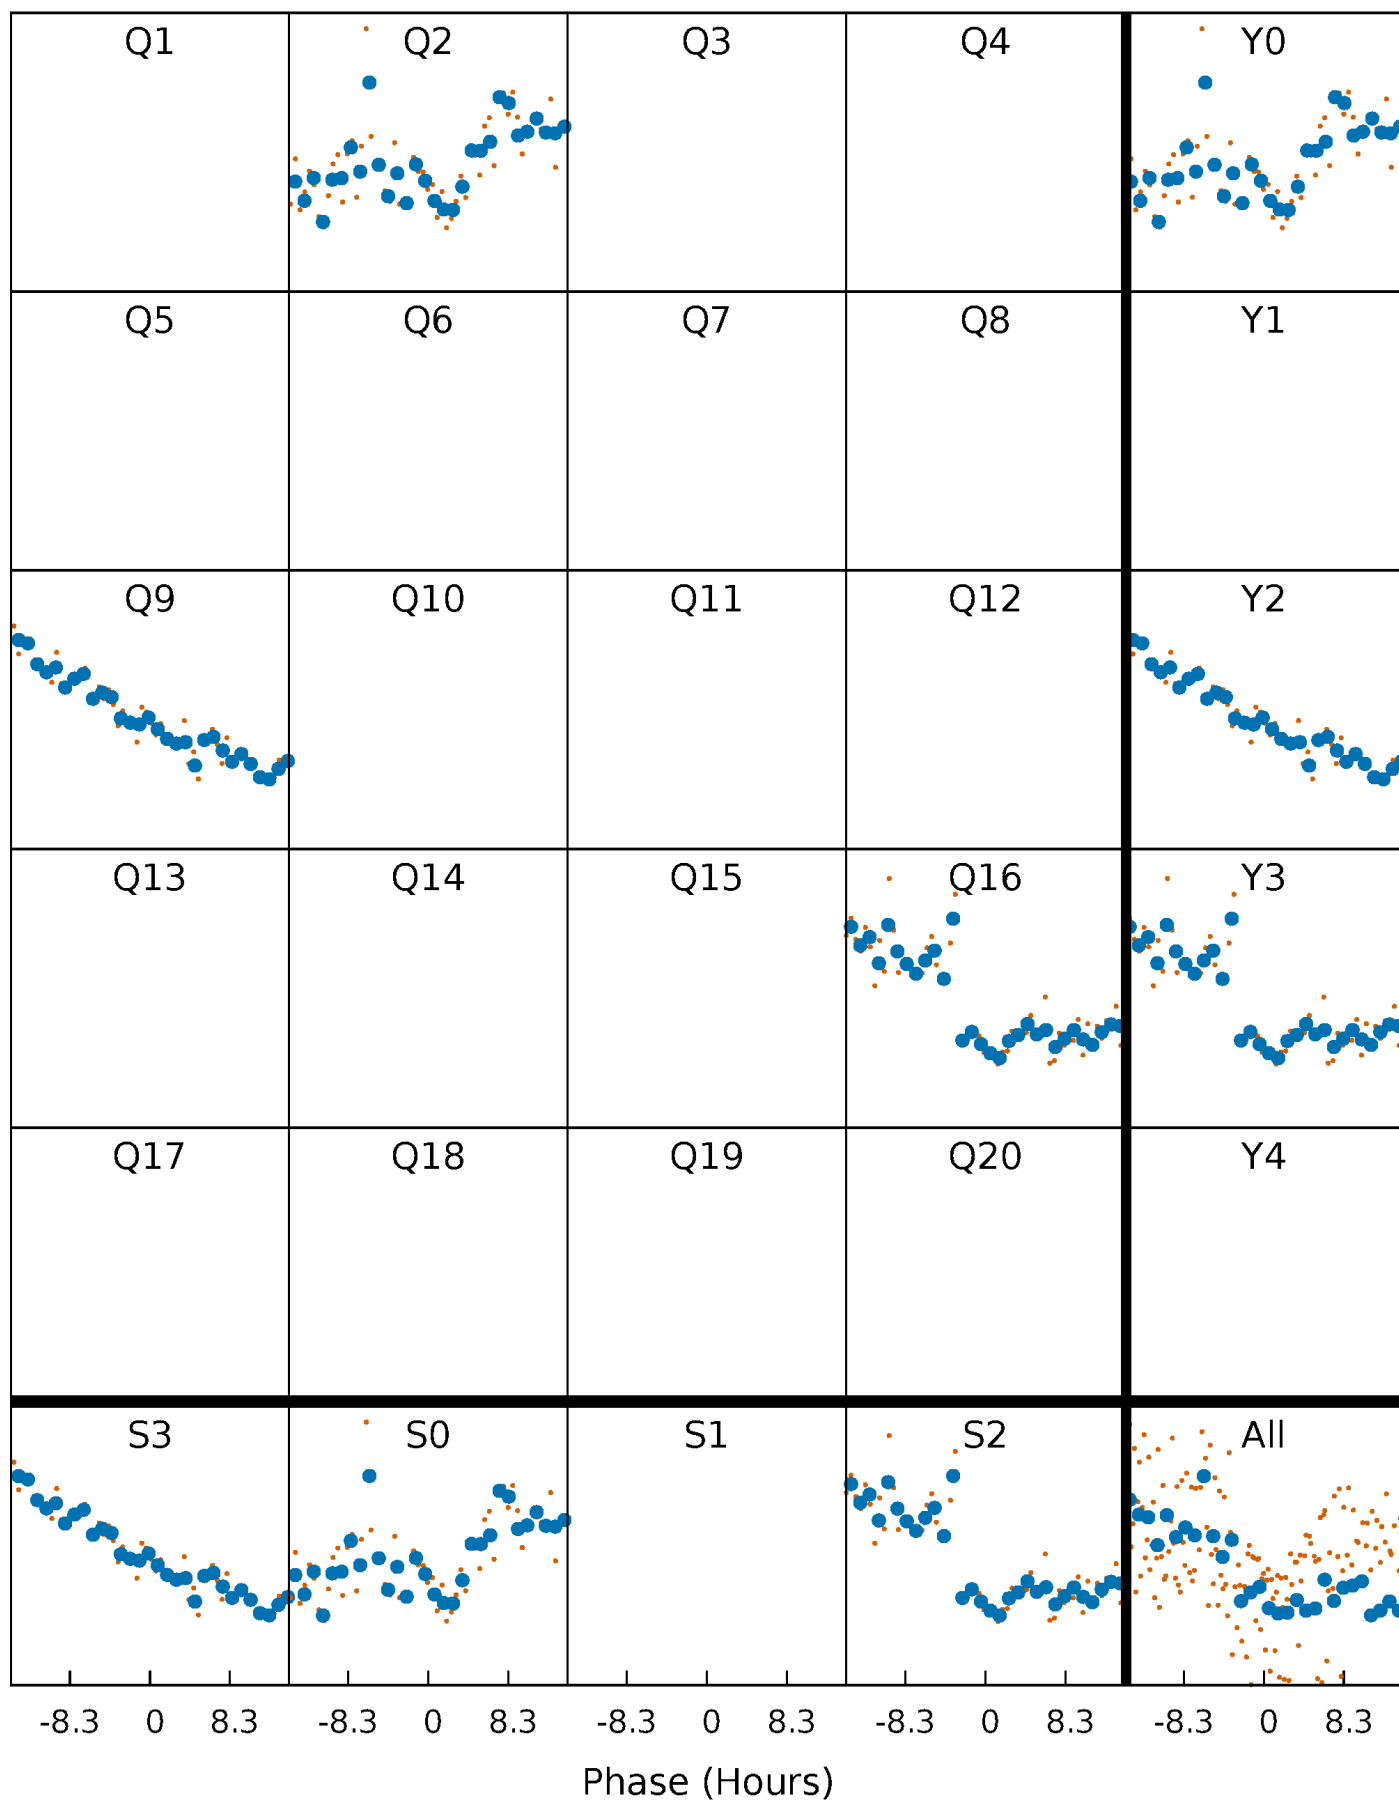 Q1 Q2 Q3 Q4 Y0
Q5 Q6 Q7 Q8 Y1
Q9 Q10 Q11 Q12 Y2
Q13 Q14 Q15 Q16 Y3
Q17 Q18 Q19 Q20 Y4
S3 S0 S1 S2 All
-8.3 0 8.3 -8.3 0 8.3 -8.3 0 8.3 -8.3 0 8.3 -8.3 0 8.3
Phase (Hours)